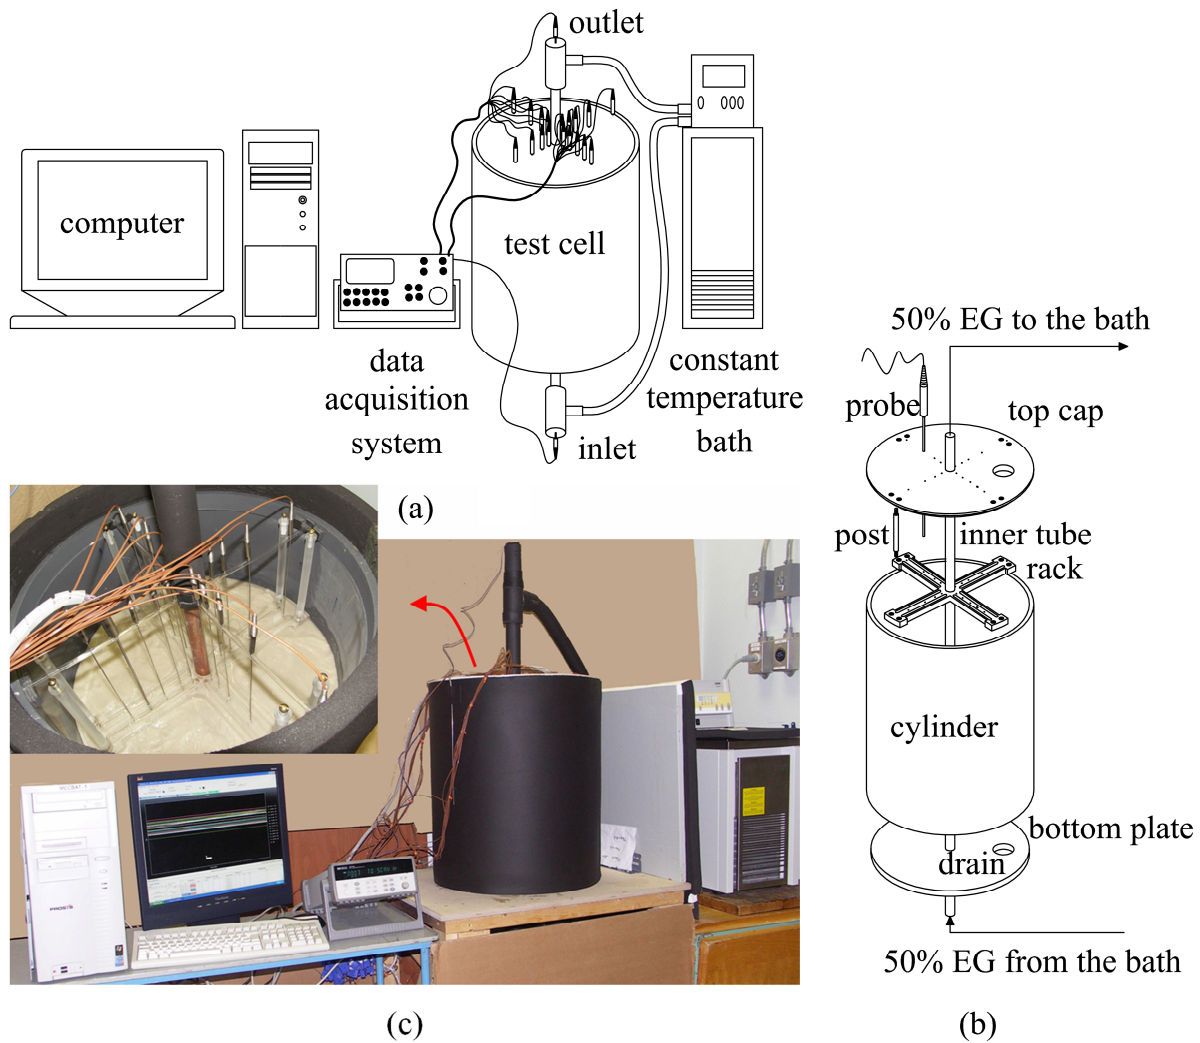 outlet
computer
test cell
data
acquisition
system
inlet
constant
temperature
bath
(a)
50% EG to the bath
probe
top cap
post
inner tube
rack
cylinder
bottom plate
drain
50% EG from the bath
(b)
PROSYS
(c)